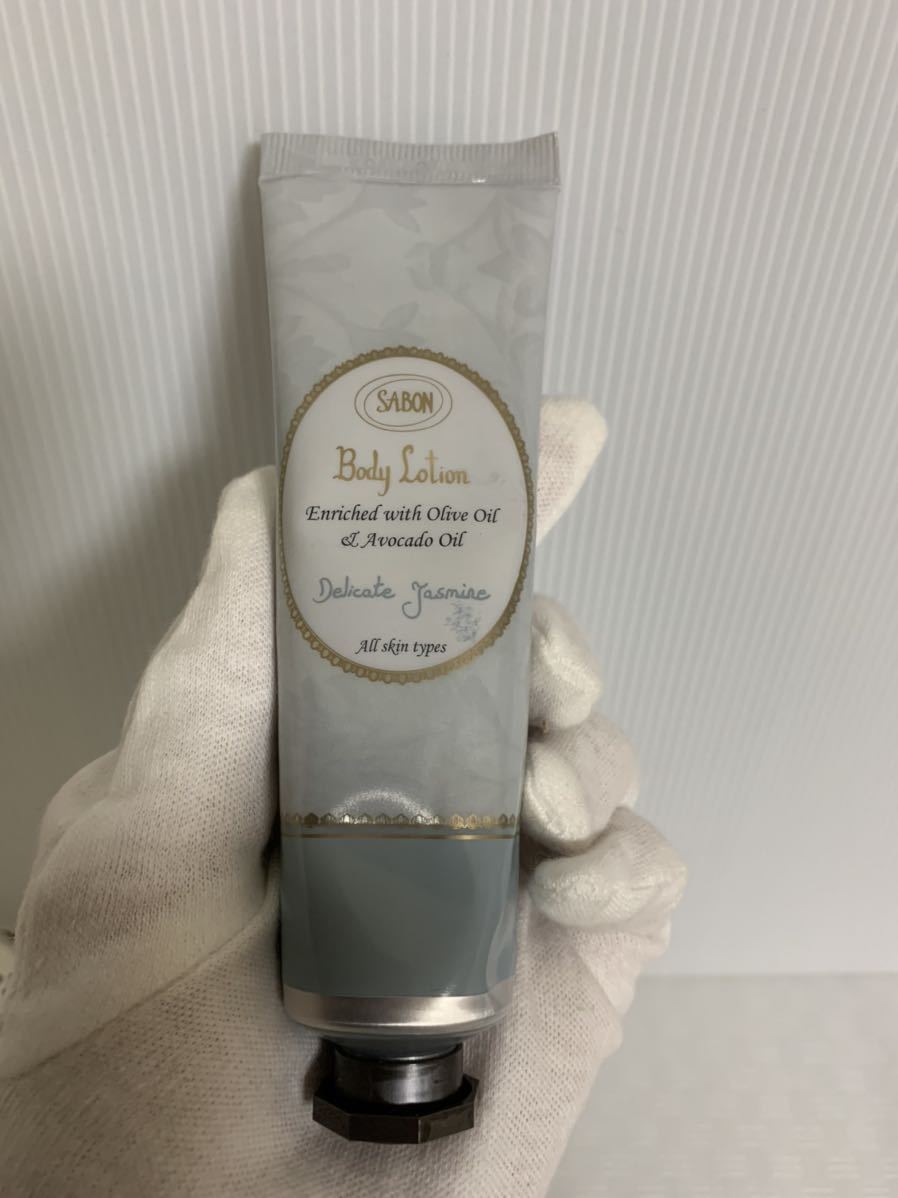 SABON
Body Lotion
Enriched with Olive Oil
& Avocado Oil
Delicate Jasmine
All skin types